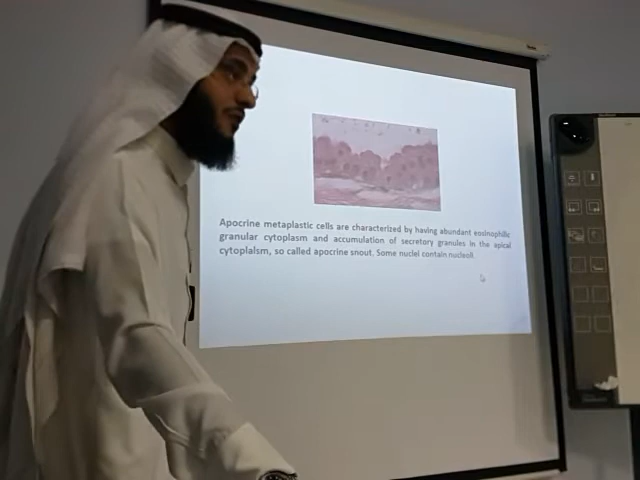 Apocrine metaplastic cells are characterized by having abundant eosinophilic
granular cytoplasm and accumulation of secretory granules in the apical
cytoplalsm, so called apocrine snout. Some nuclei contain nucleoli.